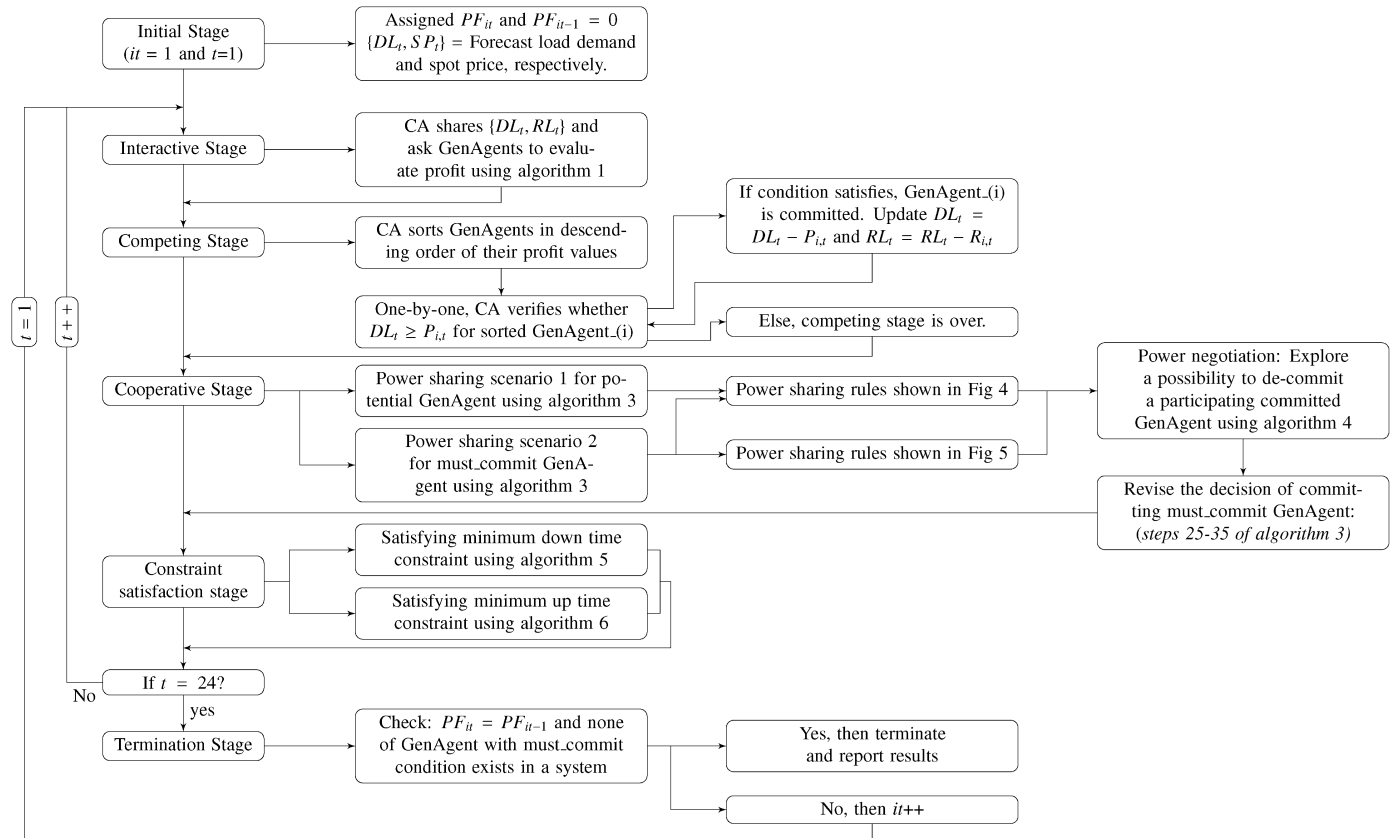 Initial Stage
(it = 1 and t=1)
Assigned PF_it and PF_it−1 = 0
{DL_t, SP_t} = Forecast load demand
and spot price, respectively.
Interactive Stage
CA shares {DL_t, RL_t} and
ask GenAgents to evalu-
ate profit using algorithm 1
Competing Stage
CA sorts GenAgents in descend-
ing order of their profit values
If condition satisfies, GenAgent_(i)
is committed. Update DL_t =
DL_t − P_i,t and RL_t = RL_t − R_i,t
One-by-one, CA verifies whether
DL_t ≥ P_i,t for sorted GenAgent_(i)
Else, competing stage is over.
t = 1
t + +
Cooperative Stage
Power sharing scenario 1 for po-
tential GenAgent using algorithm 3
Power sharing rules shown in Fig 4
Power negotiation: Explore
a possibility to de-commit
a participating committed
GenAgent using algorithm 4
Power sharing scenario 2
for must_commit GenA-
gent using algorithm 3
Power sharing rules shown in Fig 5
Revise the decision of commit-
ting must_commit GenAgent:
(steps 25-35 of algorithm 3)
Constraint
satisfaction stage
Satisfying minimum down time
constraint using algorithm 5
Satisfying minimum up time
constraint using algorithm 6
If t = 24?
No
yes
Termination Stage
Check: PF_it = PF_it−1 and none
of GenAgent with must_commit
condition exists in a system
Yes, then terminate
and report results
No, then it++